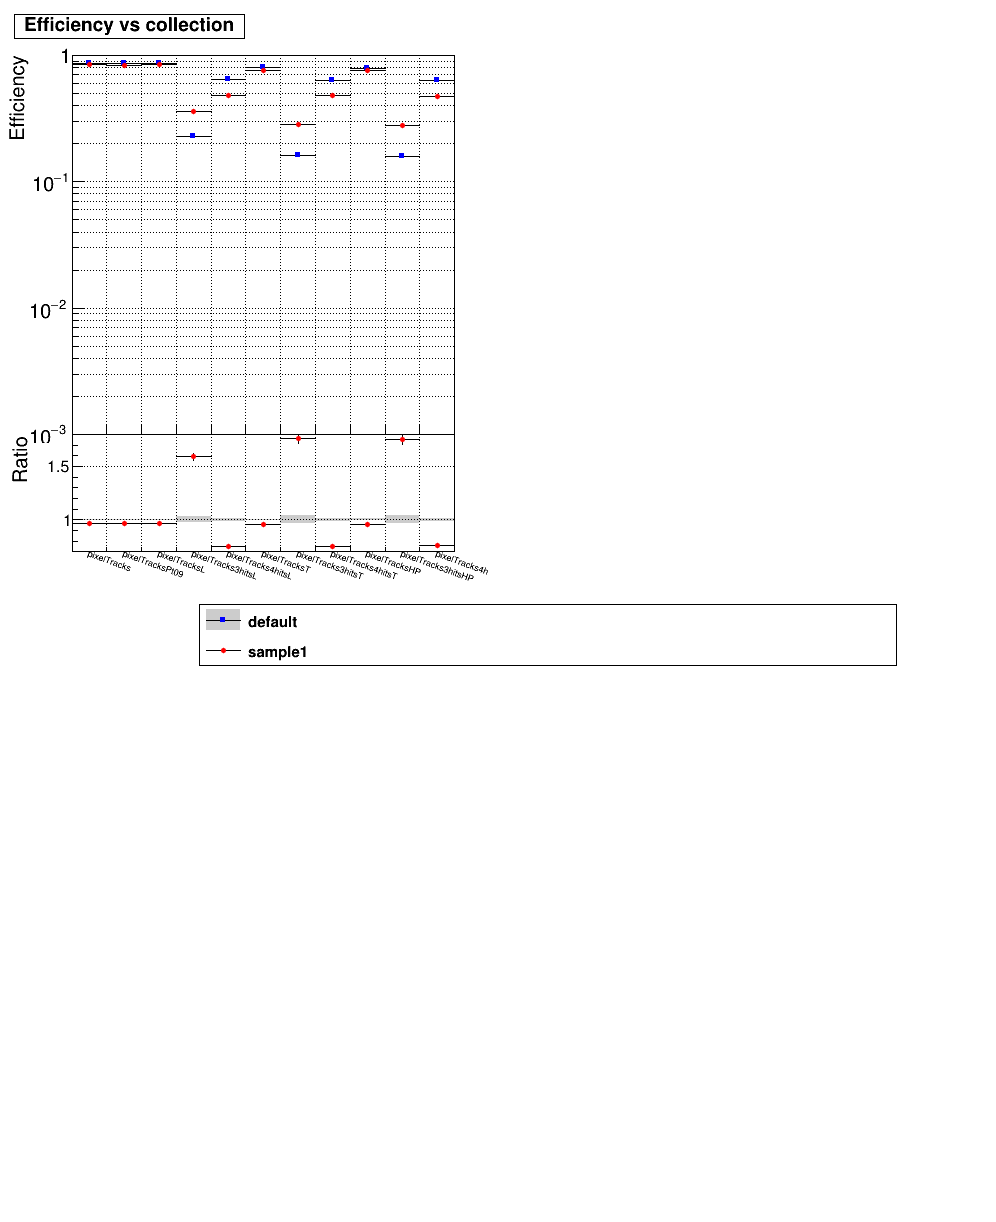 Efficiency vs collection
Efficiency
1
10−1
10−2
10−3
Ratio
1.5
1
pixelTracks
pixelTracksPt09
pixelTracksL
pixelTracks3hitsL
pixelTracks4hitsL
pixelTracksT
pixelTracks3hitsT
pixelTracks4hitsT
pixelTracksHP
pixelTracks3hitsHP
pixelTracks4h
default
sample1